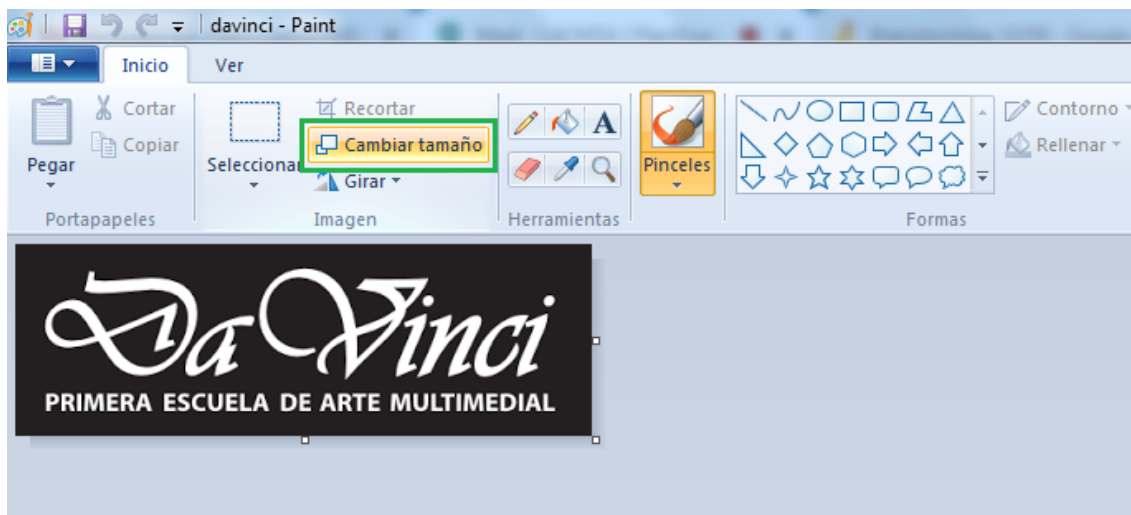 davinci - Paint
Inicio Ver
Cortar Recortar Contorno
Copiar Cambiar tamaño A Rellenar
Pegar Seleccionar Girar Pinceles
Portapapeles Imagen Herramientas Formas
Da Vinci
PRIMERA ESCUELA DE ARTE MULTIMEDIAL